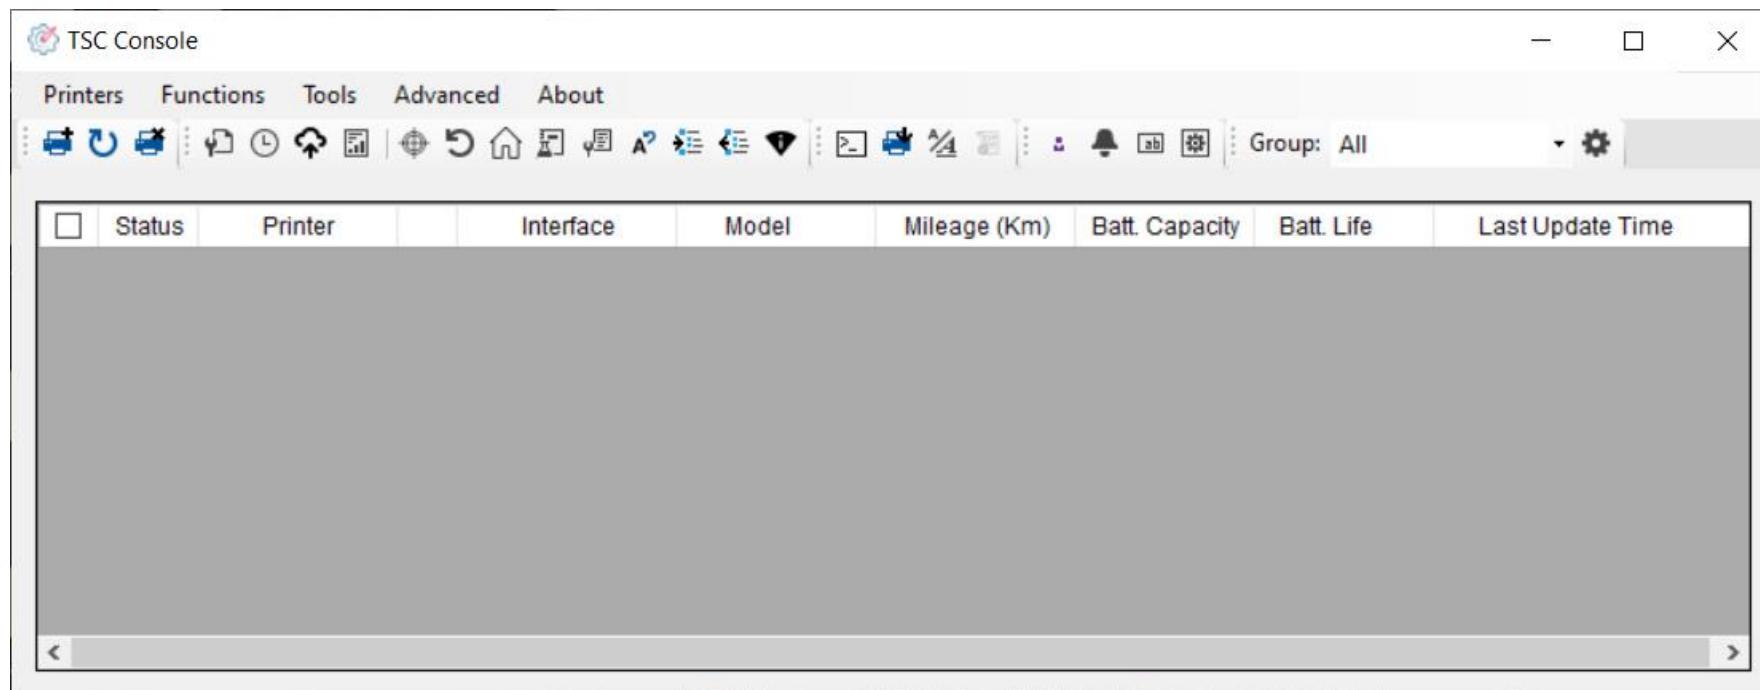 TSC Console
Printers Functions Tools Advanced About
Group: All
Status Printer Interface Model Mileage (Km) Batt. Capacity Batt. Life Last Update Time